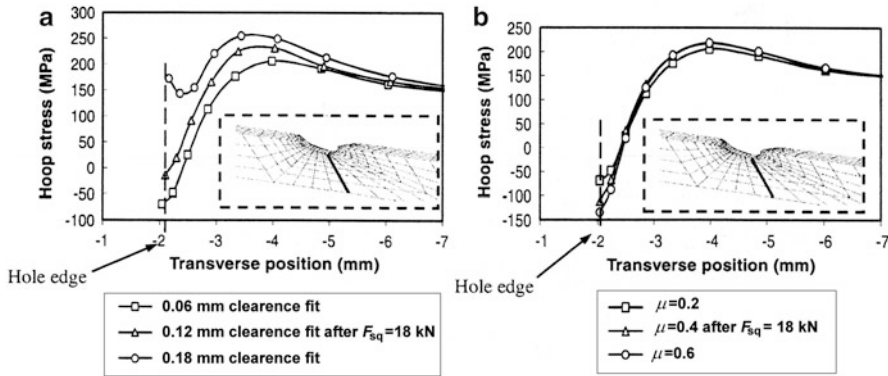 a
Hoop stress (MPa)
300
250
200
150
100
50
0
-50
-100
-1
-2
-3
-4
-5
-6
-7
Transverse position (mm)
Hole edge
0.06 mm clearence fit
0.12 mm clearence fit after Fsq=18 kN
0.18 mm clearence fit
b
Hoop stress (MPa)
250
200
150
100
50
0
-50
-100
-150
-1
-2
-3
-4
-5
-6
-7
Transverse position (mm)
Hole edge
μ=0.2
μ=0.4 after Fsq= 18 kN
μ=0.6